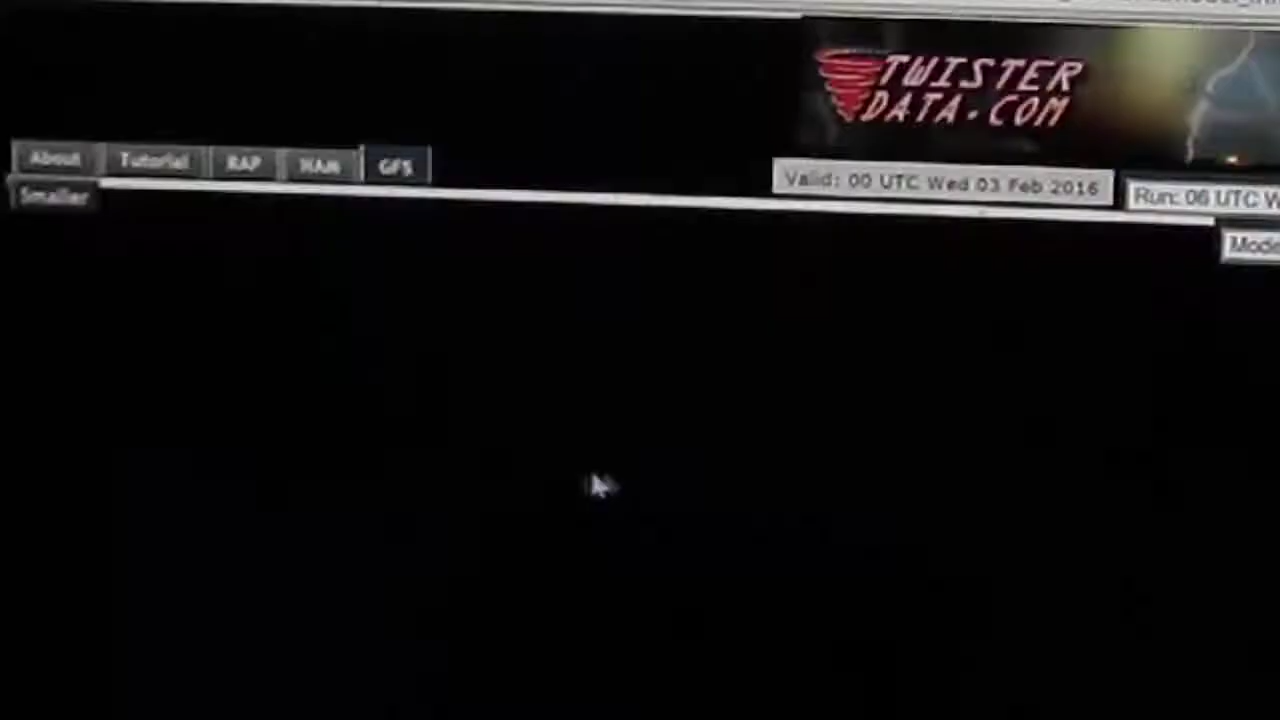 TWISTER
DATA.COM
About Tutorial RAP NAM GFS
Valid: 00 UTC Wed 03 Feb 2016
Run: 06 UTC
Smaller